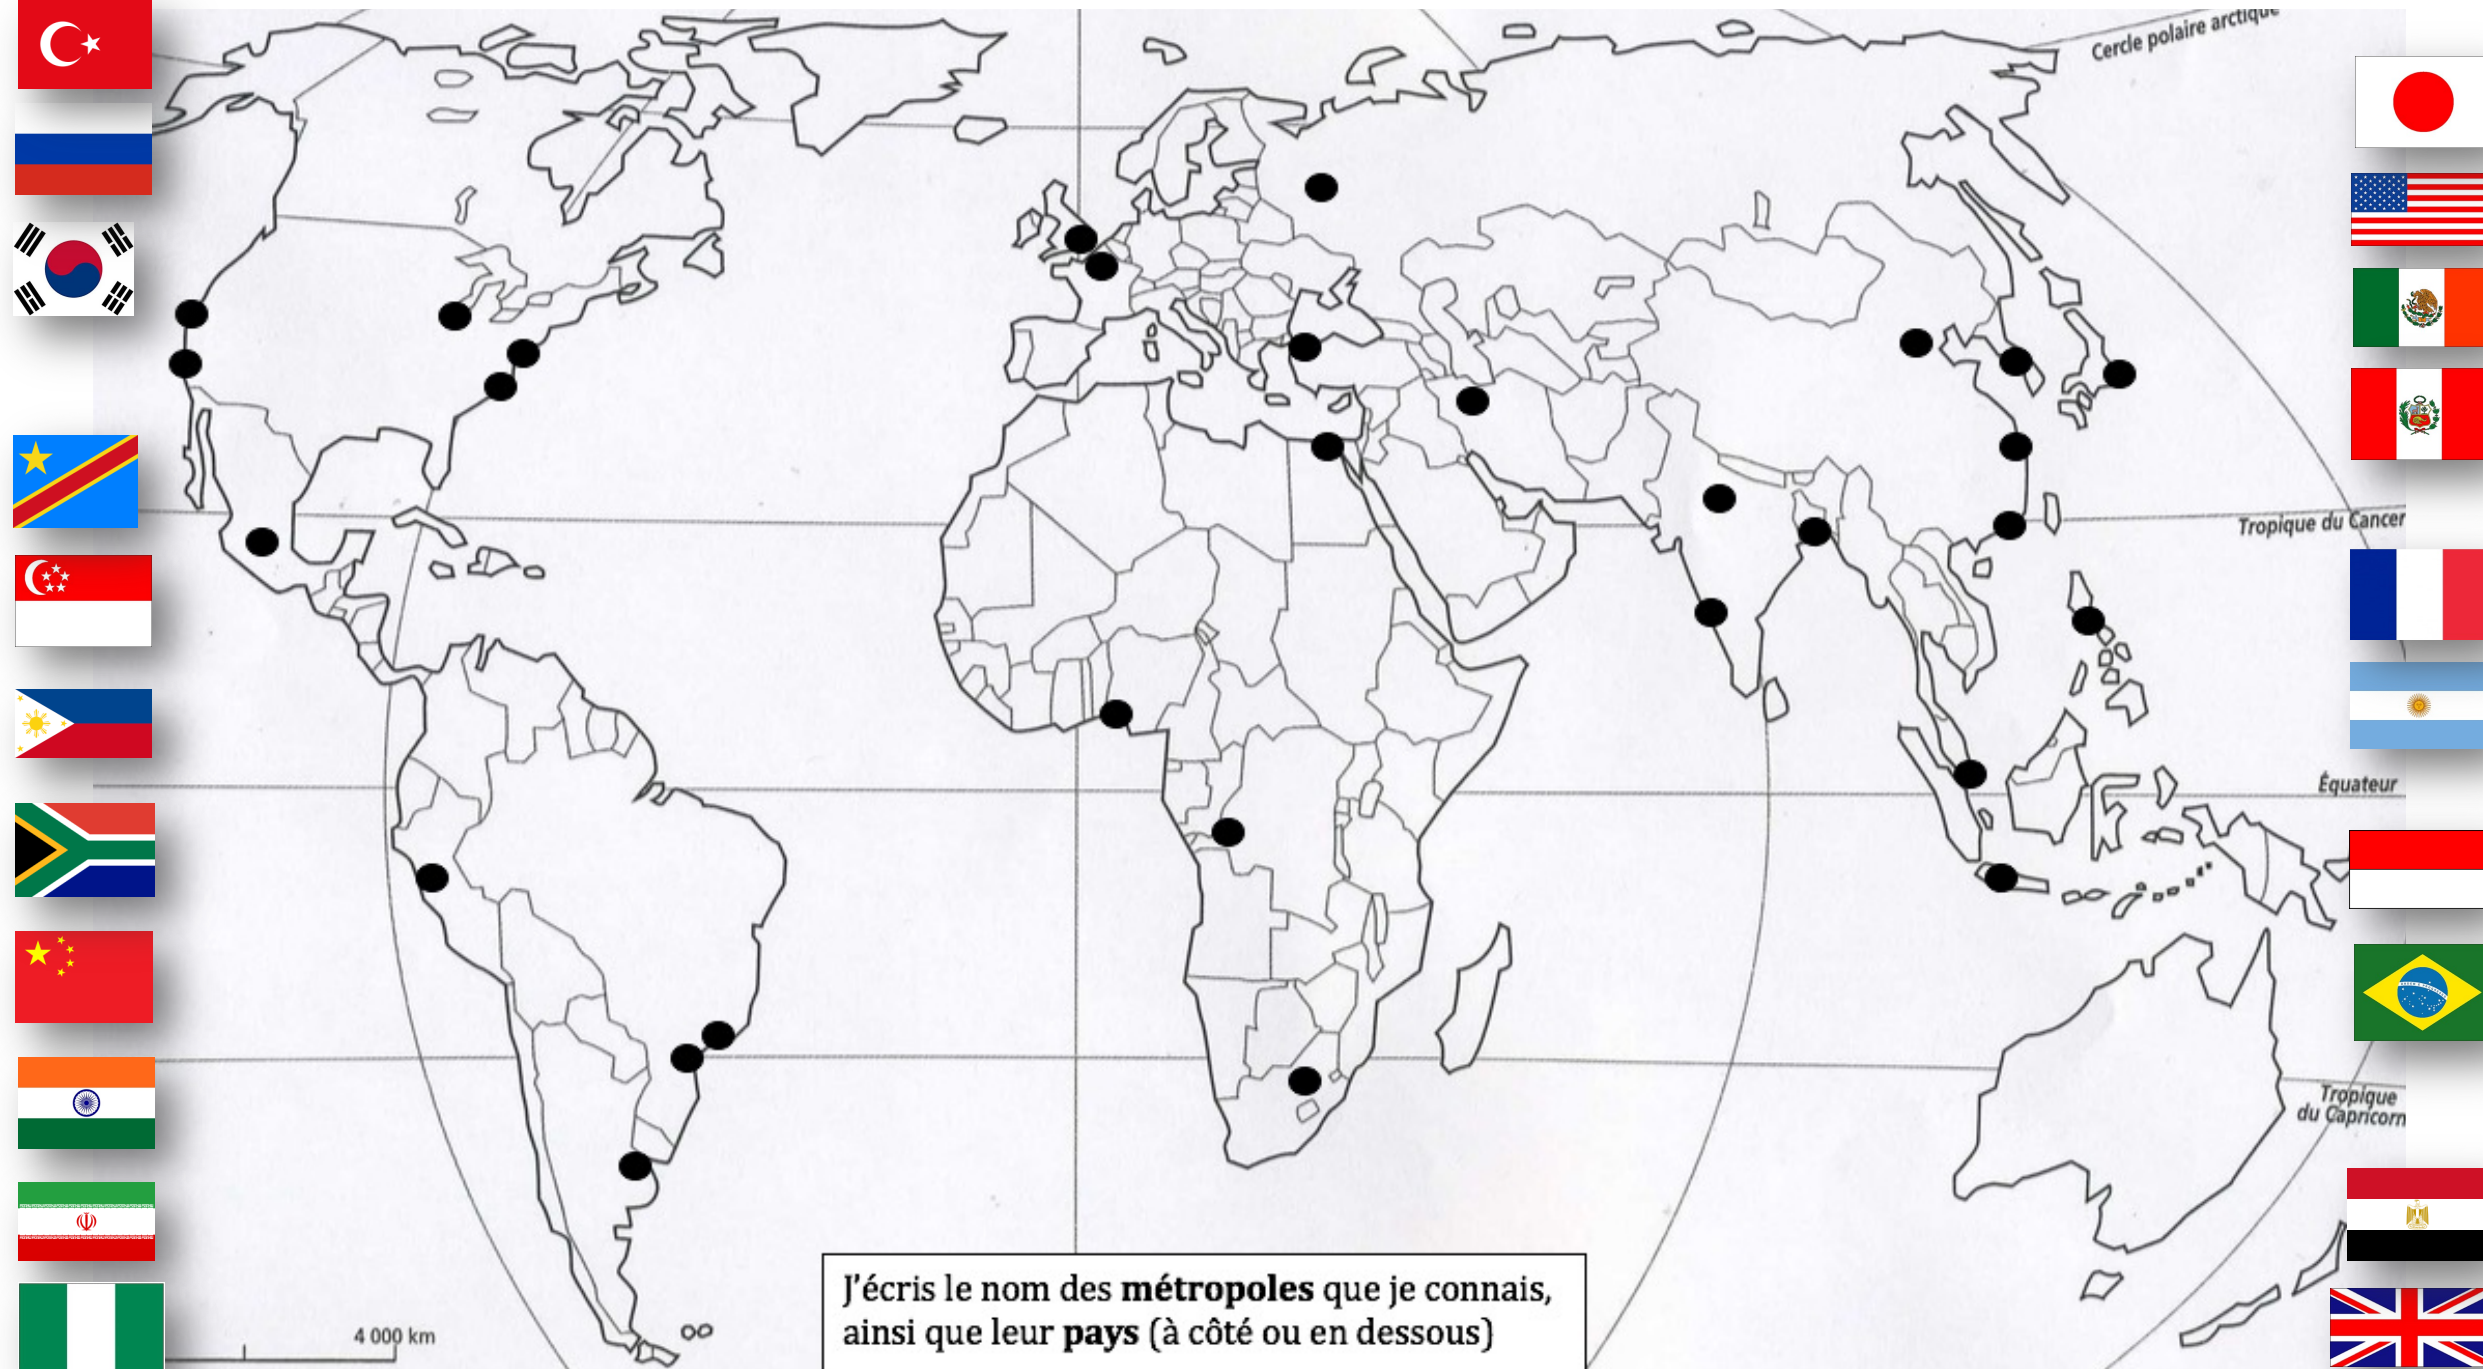 Cercle polaire arctique
Tropique du Cancer
Équateur
Tropique
du Capricorn
J'écris le nom des métropoles que je connais,
ainsi que leur pays (à côté ou en dessous)
4 000 km